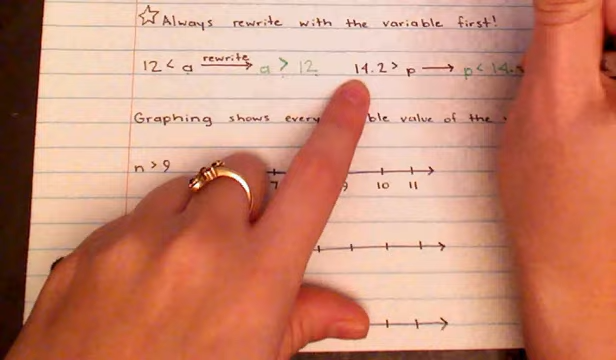 ☆ Always rewrite with the variable first!
12 < a rewrite → a > 12 14.2 > p → p < 14.
Graphing shows every value of the
n > 9
7 9 10 11